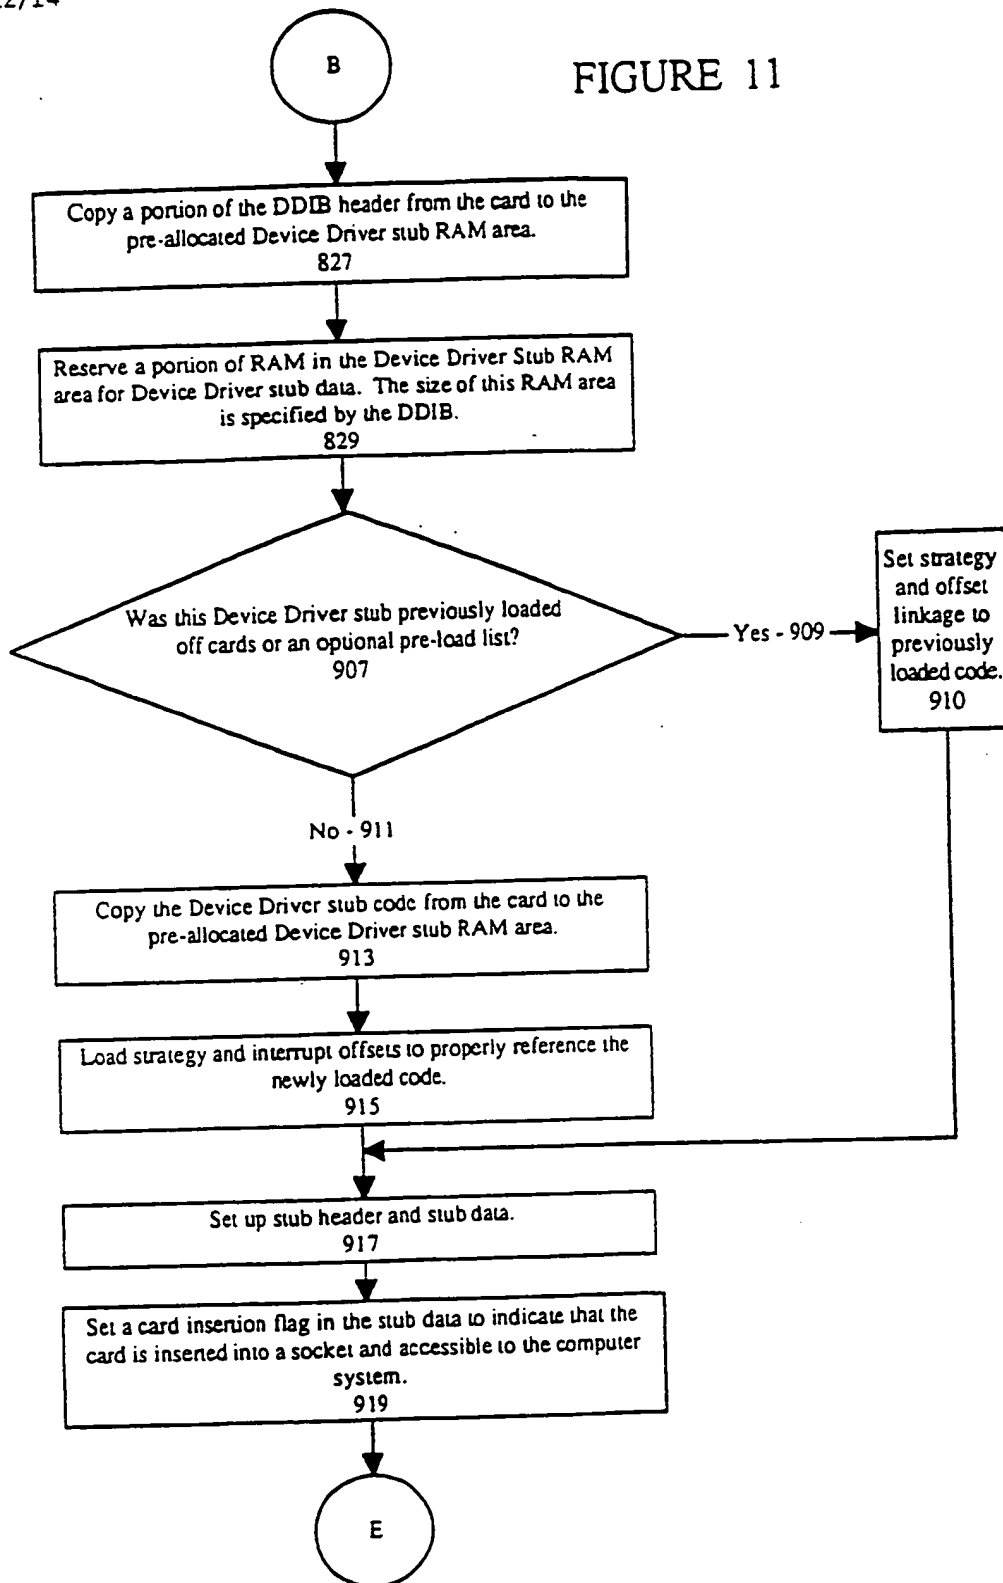 B
FIGURE 11
Copy a portion of the DDIB header from the card to the
pre-allocated Device Driver stub RAM area.
827
Reserve a portion of RAM in the Device Driver Stub RAM
area for Device Driver stub data. The size of this RAM area
is specified by the DDIB.
829
Was this Device Driver stub previously loaded
off cards or an optional pre-load list?
907
Yes - 909
Set strategy
and offset
linkage to
previously
loaded code.
910
No - 911
Copy the Device Driver stub code from the card to the
pre-allocated Device Driver stub RAM area.
913
Load strategy and interrupt offsets to properly reference the
newly loaded code.
915
Set up stub header and stub data.
917
Set a card insertion flag in the stub data to indicate that the
card is inserted into a socket and accessible to the computer
system.
919
E